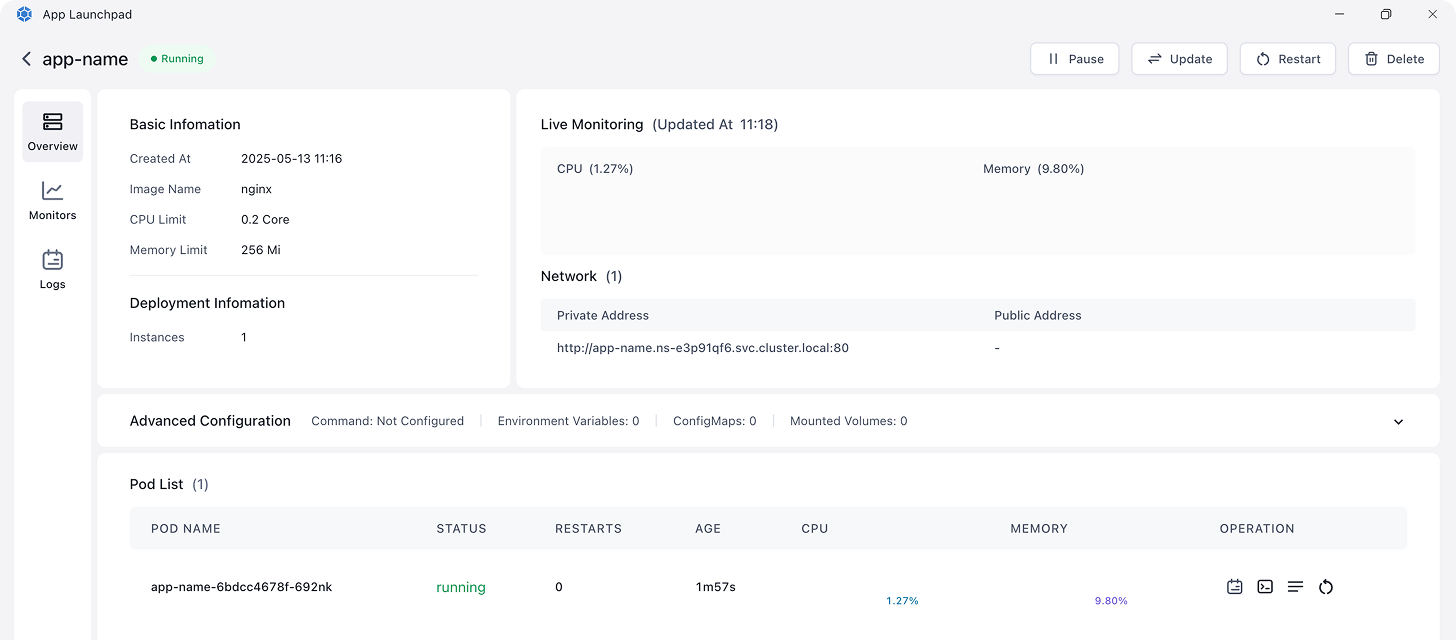 App Launchpad
app-name
Running
Pause
Update
Restart
Delete
Overview
Monitors
Logs
Basic Infomation
Created At 2025-05-13 11:16
Image Name nginx
CPU Limit 0.2 Core
Memory Limit 256 Mi
Deployment Infomation
Instances 1
Live Monitoring (Updated At 11:18)
CPU (1.27%) Memory (9.80%)
Network (1)
Private Address Public Address
http://app-name.ns-e3p91qf6.svc.cluster.local:80 -
Advanced Configuration Command: Not Configured Environment Variables: 0 ConfigMaps: 0 Mounted Volumes: 0
Pod List (1)
POD NAME STATUS RESTARTS AGE CPU MEMORY OPERATION
app-name-6bdcc4678f-692nk running 0 1m57s 1.27% 9.80%